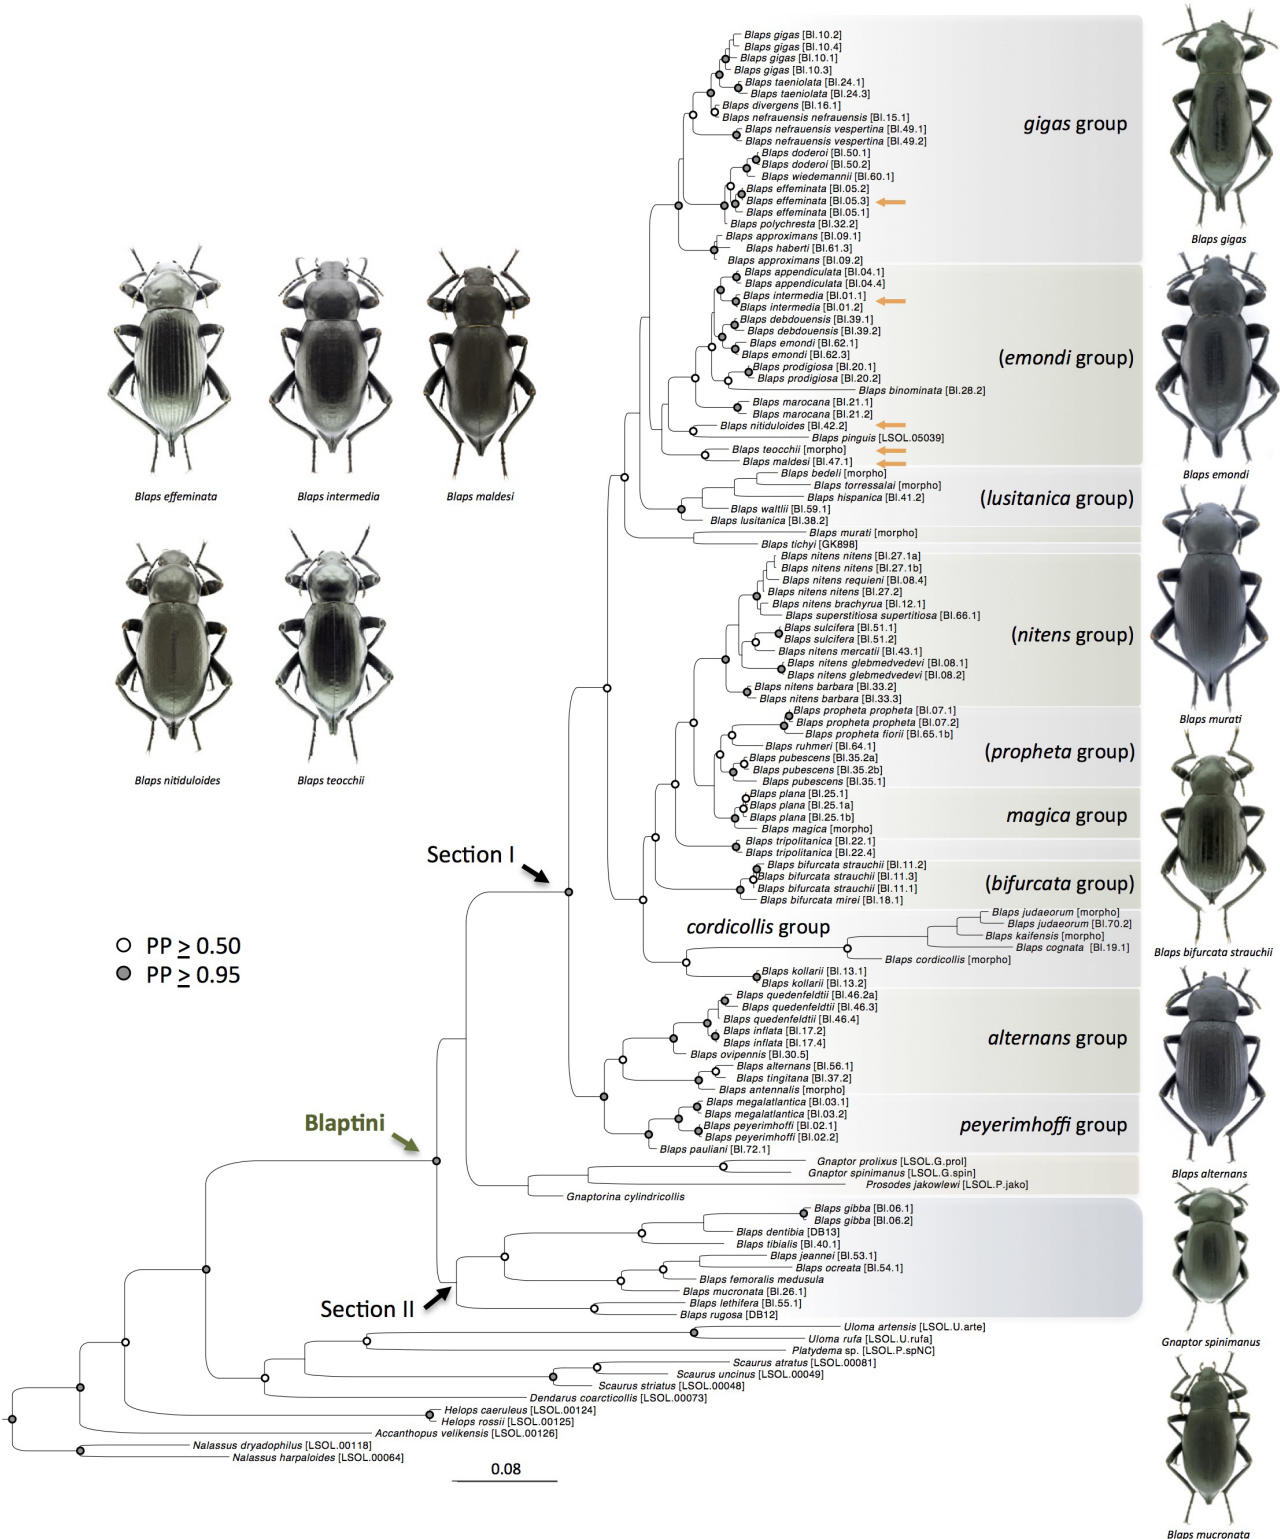 Blaps gigas [Bl.10.2]
Blaps gigas [Bl.10.4]
Blaps gigas [Bl.10.1]
Blaps gigas [Bl.10.3]
Blaps taeniolata [Bl.24.1]
Blaps taeniolata [Bl.24.3]
Blaps divergens [Bl.16.1]
Blaps nefrauensis nefrauensis [Bl.15.1]
Blaps nefrauensis vespertina [Bl.49.1]
Blaps nefrauensis vespertina [Bl.49.2]
Blaps doderoi [Bl.50.1]
Blaps doderoi [Bl.50.2]
Blaps wiedemannii [Bl.60.1]
Blaps effeminata [Bl.05.2]
Blaps effeminata [Bl.05.3]
Blaps effeminata [Bl.05.1]
Blaps polychresta [Bl.32.2]
Blaps approximans [Bl.09.1]
Blaps haberti [Bl.61.3]
Blaps approximans [Bl.09.2]
gigas group
Blaps appendiculata [Bl.04.1]
Blaps appendiculata [Bl.04.4]
Blaps intermedia [Bl.01.1]
Blaps intermedia [Bl.01.2]
Blaps debdouensis [Bl.39.1]
Blaps debdouensis [Bl.39.2]
Blaps emondi [Bl.62.1]
Blaps emondi [Bl.62.3]
Blaps prodigiosa [Bl.20.1]
Blaps prodigiosa [Bl.20.2]
Blaps binominata [Bl.28.2]
Blaps marocana [Bl.21.1]
Blaps marocana [Bl.21.2]
Blaps nitiduloides [Bl.42.2]
Blaps pinguis [LSOL.05039]
Blaps teocchii [morpho]
Blaps maldesi [Bl.47.1]
(emondi group)
Blaps bedeli [morpho]
Blaps torressalai [morpho]
Blaps hispanica [Bl.41.2]
Blaps waltlii [Bl.59.1]
Blaps lusitanica [Bl.38.2]
(lusitanica group)
Blaps murati [morpho]
Blaps tichyi [GK898]
Blaps nitens nitens [Bl.27.1a]
Blaps nitens nitens [Bl.27.1b]
Blaps nitens requieni [Bl.08.4]
Blaps nitens nitens [Bl.27.2]
Blaps nitens brachyrua [Bl.12.1]
Blaps superstitiosa supertitiosa [Bl.66.1]
Blaps sulcifera [Bl.51.1]
Blaps sulcifera [Bl.51.2]
Blaps nitens mercatii [Bl.43.1]
Blaps nitens glebmedvedevi [Bl.08.1]
Blaps nitens glebmedvedevi [Bl.08.2]
Blaps nitens barbara [Bl.33.2]
Blaps nitens barbara [Bl.33.3]
(nitens group)
Blaps propheta propheta [Bl.07.1]
Blaps propheta propheta [Bl.07.2]
Blaps propheta fiorii [Bl.65.1b]
Blaps ruhmeri [Bl.64.1]
Blaps pubescens [Bl.35.2a]
Blaps pubescens [Bl.35.2b]
Blaps pubescens [Bl.35.1]
(propheta group)
Blaps plana [Bl.25.1]
Blaps plana [Bl.25.1a]
Blaps plana [Bl.25.1b]
Blaps magica [morpho]
magica group
Blaps tripolitanica [Bl.22.1]
Blaps tripolitanica [Bl.22.4]
Blaps bifurcata strauchii [Bl.11.2]
Blaps bifurcata strauchii [Bl.11.3]
Blaps bifurcata strauchii [Bl.11.1]
Blaps bifurcata mirei [Bl.18.1]
(bifurcata group)
cordicollis group
Blaps judaeorum [morpho]
Blaps judaeorum [Bl.70.2]
Blaps kaifensis [morpho]
Blaps cognata [Bl.19.1]
Blaps cordicollis [morpho]
Blaps kollarii [Bl.13.1]
Blaps kollarii [Bl.13.2]
Blaps quedenfeldtii [Bl.46.2a]
Blaps quedenfeldtii [Bl.46.3]
Blaps quedenfeldtii [Bl.46.4]
Blaps inflata [Bl.17.2]
Blaps inflata [Bl.17.4]
Blaps ovipennis [Bl.30.5]
Blaps alternans [Bl.56.1]
Blaps tingitana [Bl.37.2]
Blaps antennalis [morpho]
alternans group
Blaps megalatlantica [Bl.03.1]
Blaps megalatlantica [Bl.03.2]
Blaps peyerimhoffi [Bl.02.1]
Blaps peyerimhoffi [Bl.02.2]
Blaps pauliani [Bl.72.1]
peyerimhoffi group
Gnaptor prolixus [LSOL.G.prol]
Gnaptor spinimanus [LSOL.G.spin]
Prosodes jakowlewi [LSOL.P.jako]
Gnaptorina cylindricollis
Blaps gibba [Bl.06.1]
Blaps gibba [Bl.06.2]
Blaps dentibia [DB13]
Blaps tibialis [Bl.40.1]
Blaps jeannei [Bl.53.1]
Blaps ocreata [Bl.54.1]
Blaps femoralis medusula
Blaps mucronata [Bl.26.1]
Blaps lethifera [Bl.55.1]
Blaps rugosa [DB12]
Uloma artensis [LSOL.U.arte]
Uloma rufa [LSOL.U.rufa]
Platydema sp. [LSOL.P.spNC]
Scaurus atratus [LSOL.00081]
Scaurus uncinus [LSOL.00049]
Scaurus striatus [LSOL.00048]
Dendarus coarcticollis [LSOL.00073]
Helops caeruleus [LSOL.00124]
Helops rossii [LSOL.00125]
Accanthopus velikensis [LSOL.00126]
Nalassus dryadophilus [LSOL.00118]
Nalassus harpaloides [LSOL.00064]
0.08
Section I
Blaptini
Section II
PP ≥ 0.50
PP ≥ 0.95
Blaps effeminata
Blaps intermedia
Blaps maldesi
Blaps nitiduloides
Blaps teocchii
Blaps gigas
Blaps emondi
Blaps murati
Blaps bifurcata strauchii
Blaps alternans
Gnaptor spinimanus
Blaps mucronata